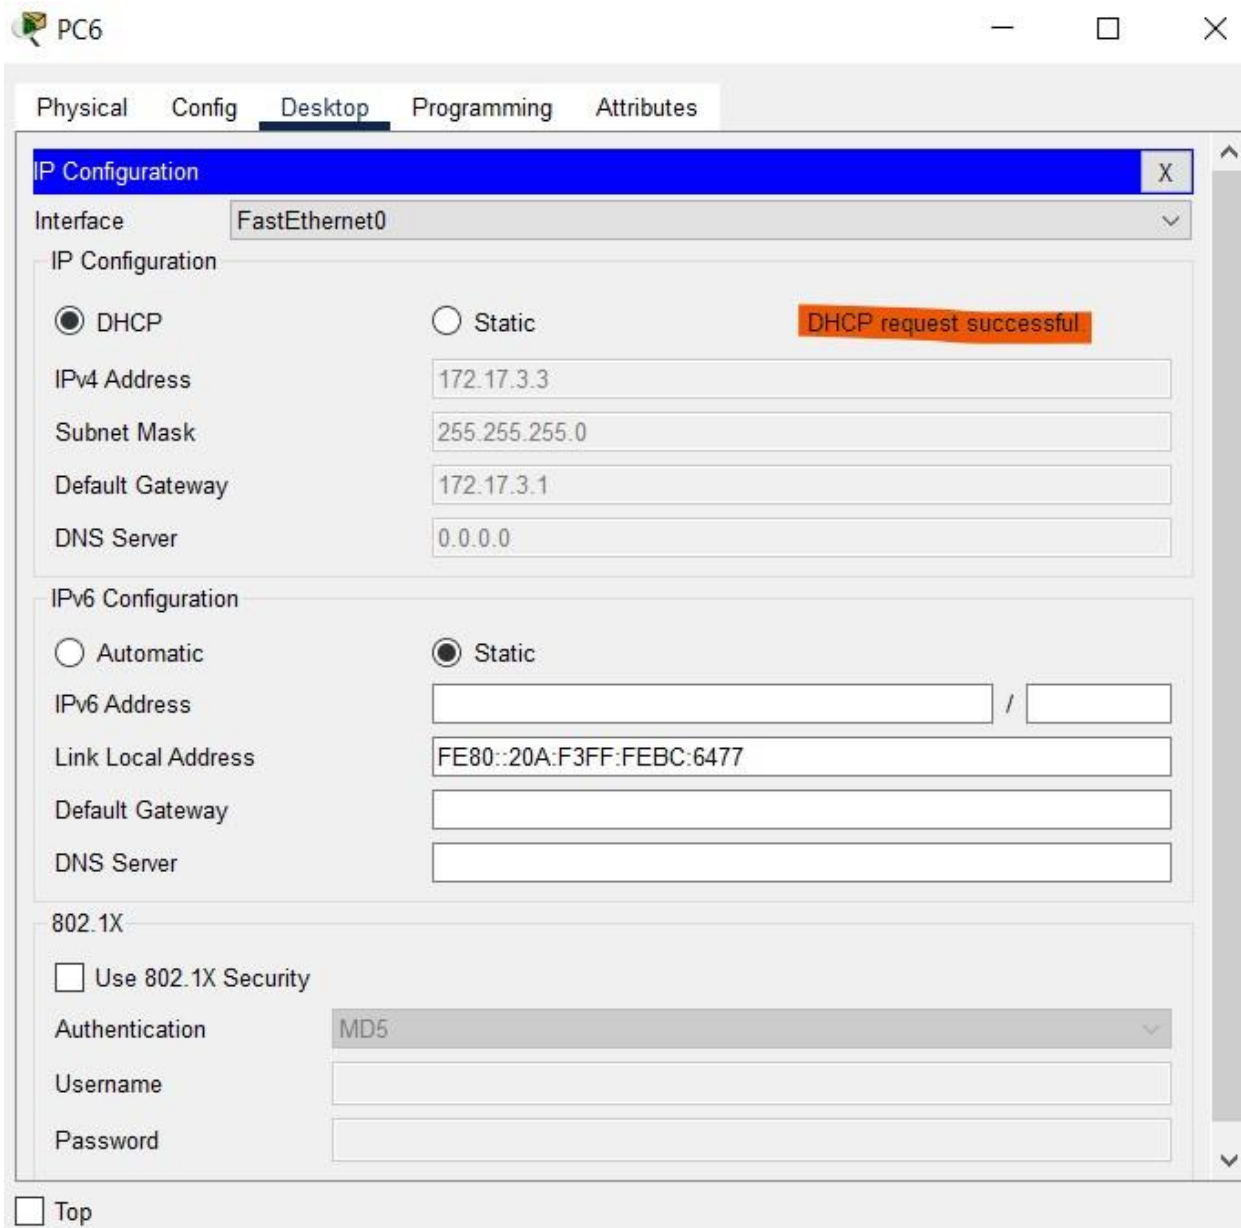 PC6
Physical Config Desktop Programming Attributes
IP Configuration X
Interface FastEthernet0
IP Configuration
DHCP Static DHCP request successful.
IPv4 Address 172.17.3.3
Subnet Mask 255.255.255.0
Default Gateway 172.17.3.1
DNS Server 0.0.0.0
IPv6 Configuration
Automatic Static
IPv6 Address /
Link Local Address FE80::20A:F3FF:FEBC:6477
Default Gateway
DNS Server
802.1X
Use 802.1X Security
Authentication MD5
Username
Password
Top